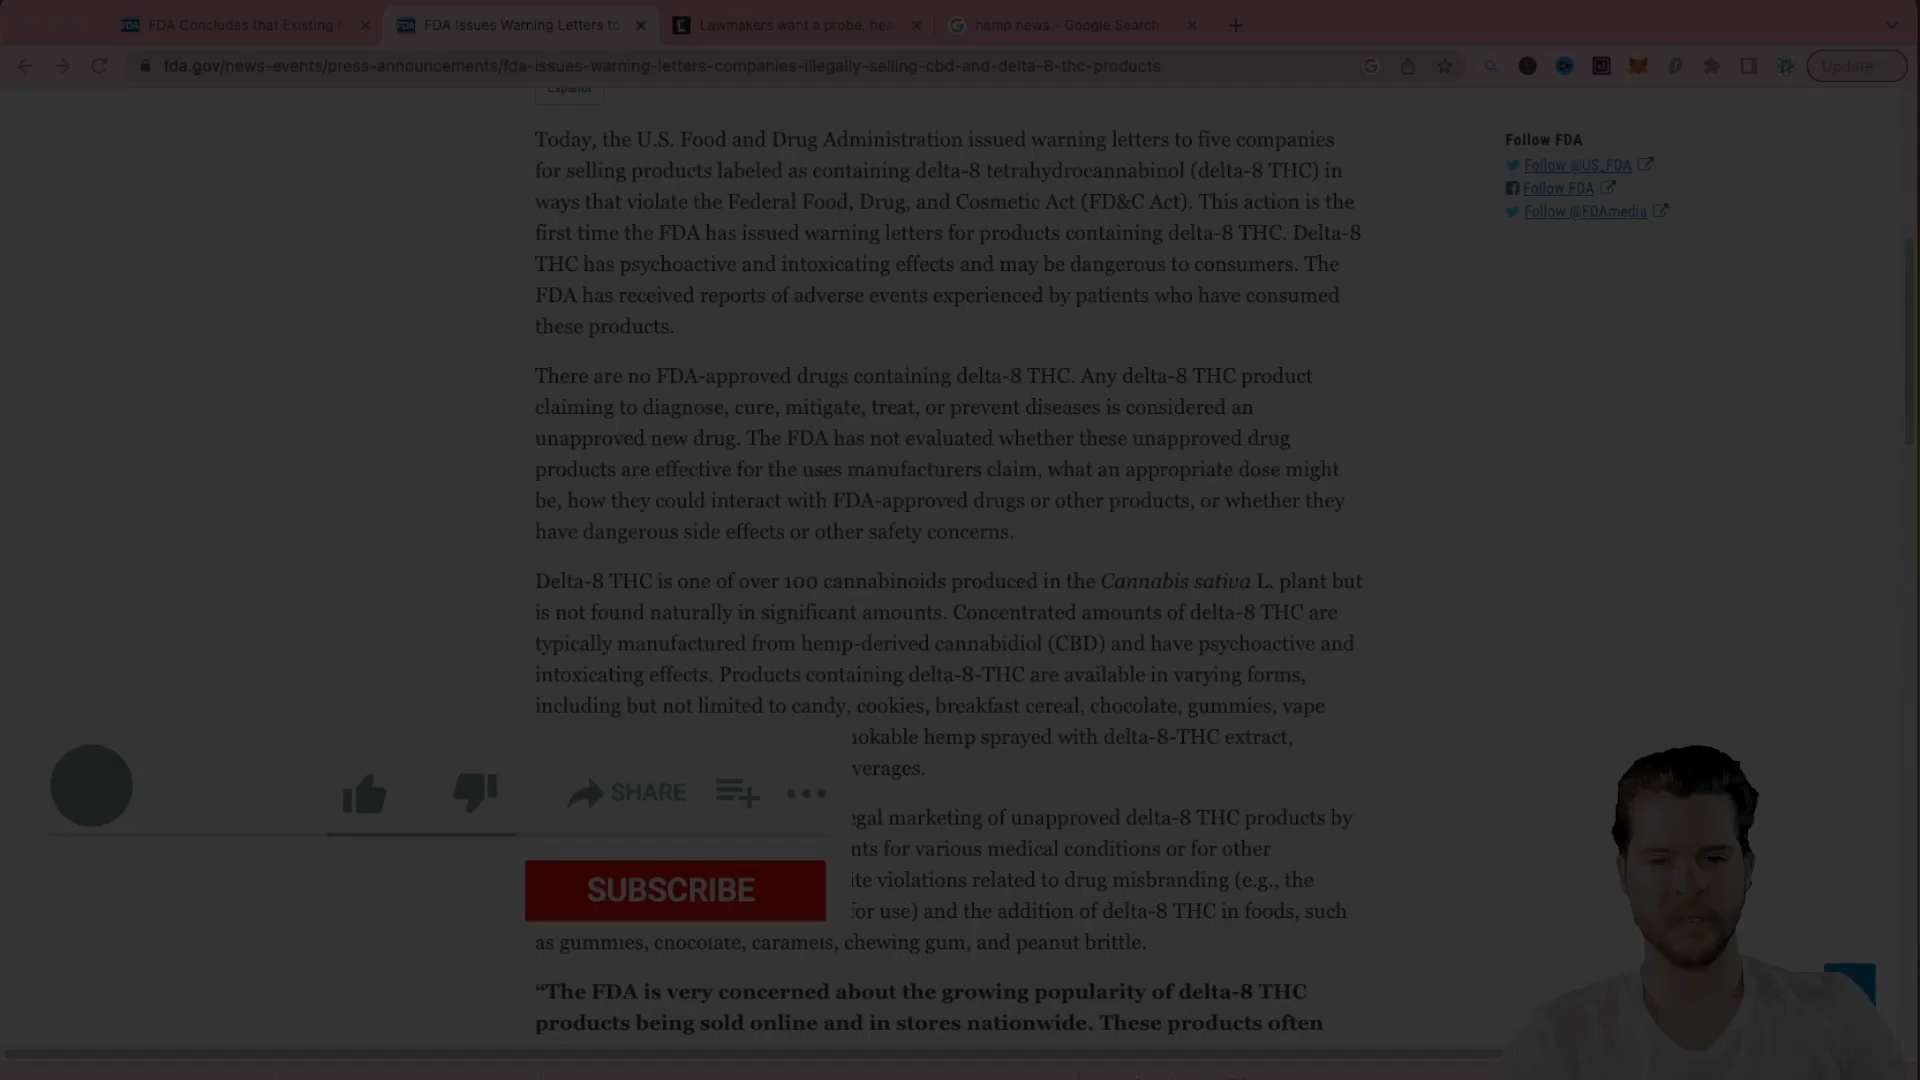 FDA Concludes that Existing
FDA Issues Warning Letters to
Lawmakers want a probe, hea
hemp news - Google Search
fda.gov/news-events/press-announcements/fda-issues-warning-letters-companies-illegally-selling-cbd-and-delta-8-thc-products
Update
Español
Today, the U.S. Food and Drug Administration issued warning letters to five companies
for selling products labeled as containing delta-8 tetrahydrocannabinol (delta-8 THC) in
ways that violate the Federal Food, Drug, and Cosmetic Act (FD&C Act). This action is the
first time the FDA has issued warning letters for products containing delta-8 THC. Delta-8
THC has psychoactive and intoxicating effects and may be dangerous to consumers. The
FDA has received reports of adverse events experienced by patients who have consumed
these products.
There are no FDA-approved drugs containing delta-8 THC. Any delta-8 THC product
claiming to diagnose, cure, mitigate, treat, or prevent diseases is considered an
unapproved new drug. The FDA has not evaluated whether these unapproved drug
products are effective for the uses manufacturers claim, what an appropriate dose might
be, how they could interact with FDA-approved drugs or other products, or whether they
have dangerous side effects or other safety concerns.
Delta-8 THC is one of over 100 cannabinoids produced in the Cannabis sativa L. plant but
is not found naturally in significant amounts. Concentrated amounts of delta-8 THC are
typically manufactured from hemp-derived cannabidiol (CBD) and have psychoactive and
intoxicating effects. Products containing delta-8-THC are available in varying forms,
including but not limited to candy, cookies, breakfast cereal, chocolate, gummies, vape
okable hemp sprayed with delta-8-THC extract,
verages.
egal marketing of unapproved delta-8 THC products by
nts for various medical conditions or for other
ite violations related to drug misbranding (e.g., the
for use) and the addition of delta-8 THC in foods, such
as gummies, chocolate, caramels, chewing gum, and peanut brittle.
“The FDA is very concerned about the growing popularity of delta-8 THC
products being sold online and in stores nationwide. These products often
Follow FDA
Follow @US_FDA
Follow FDA
Follow @FDAmedia
SHARE
SUBSCRIBE